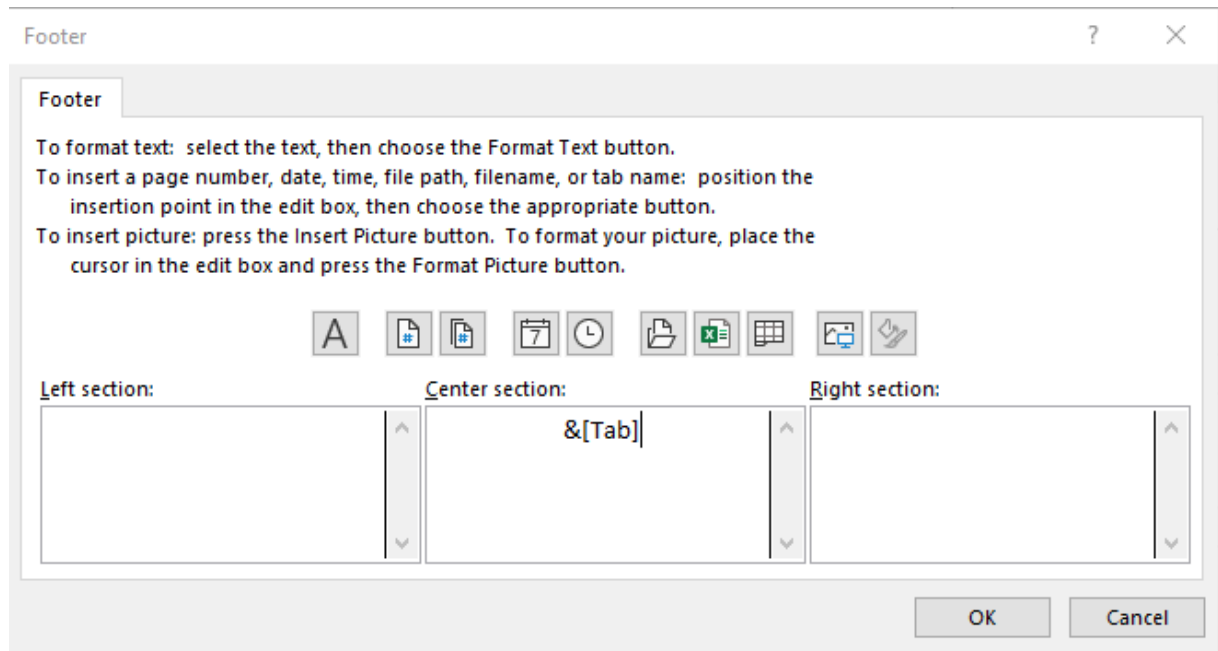 Footer
?
Footer
To format text: select the text, then choose the Format Text button.
To insert a page number, date, time, file path, filename, or tab name: position the
insertion point in the edit box, then choose the appropriate button.
To insert picture: press the Insert Picture button. To format your picture, place the
cursor in the edit box and press the Format Picture button.
A # # 7 X
Left section: Center section: Right section:
&[Tab]
OK Cancel